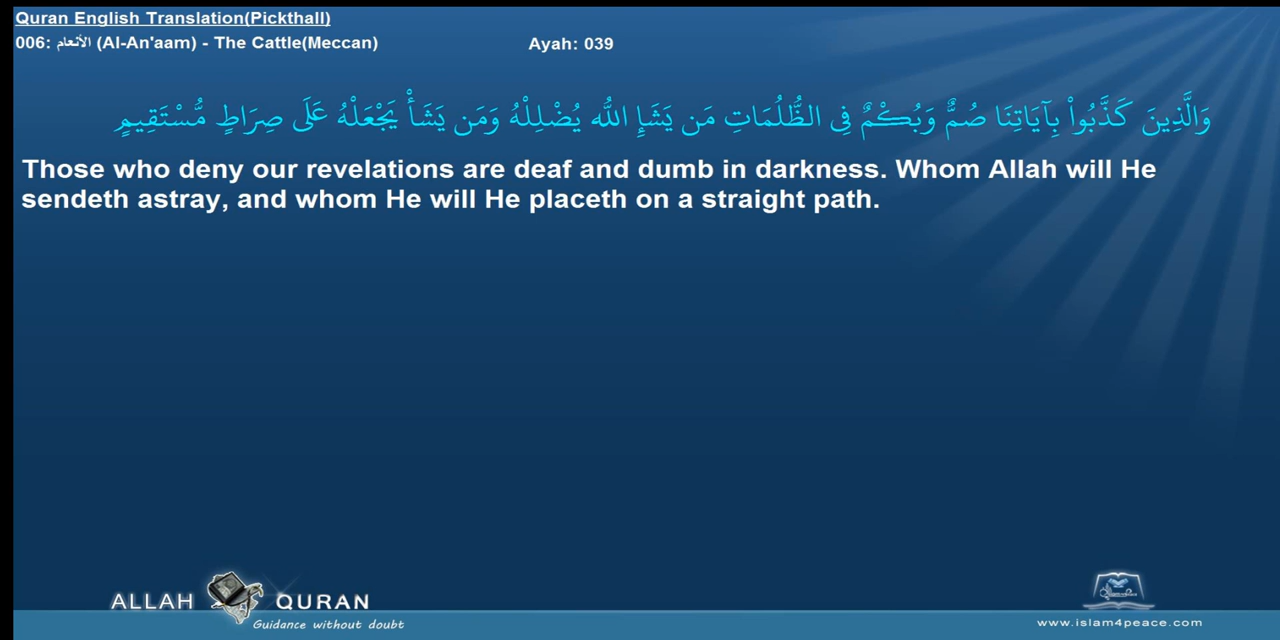 Quran English Translation(Pickthall)
006: الأنعام (Al-An'aam) - The Cattle(Meccan)
Ayah: 039
وَالَّذِينَ كَذَّبُواْ بِآيَاتِنَا صُمٌّ وَبُكْمٌ فِي الظُّلُمَاتِ مَن يَشَإِ اللّه يُضْلِلْهُ وَمَن يَشَأْ يَجْعَلْهُ عَلَى صِرَاطٍ مُّسْتَقِيمٍ
Those who deny our revelations are deaf and dumb in darkness. Whom Allah will He
sendeth astray, and whom He will He placeth on a straight path.
ALLAH QURAN
Guidance without doubt
www.islam4peace.com